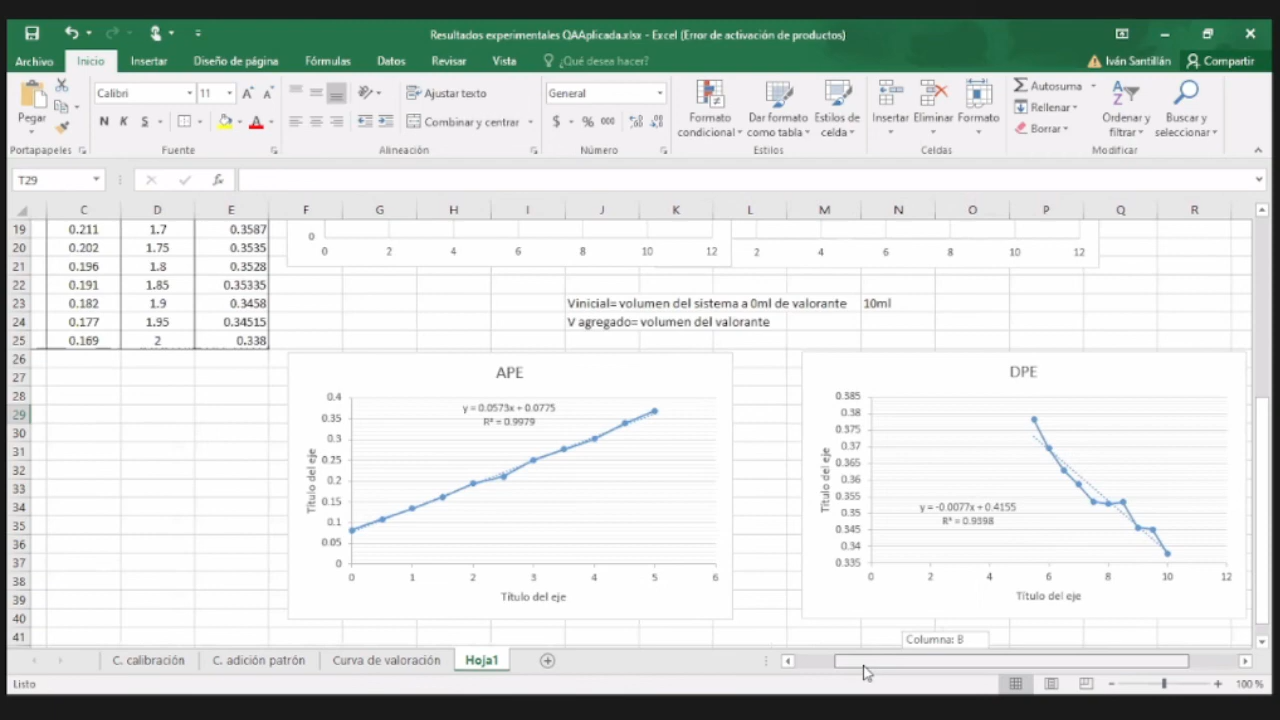 Resultados experimentales QAAplicada.xlsx - Excel (Error de activación de productos)
Archivo Inicio Insertar Diseño de página Fórmulas Datos Revisar Vista ¿Qué desea hacer? Iván Santillán Compartir
Pegar
Calibri 11
N K S
Ajustar texto
Combinar y centrar
General
$ % 000
Formato condicional
Dar formato como tabla
Estilos de celda
Insertar Eliminar Formato
Autosuma
Rellenar
Borrar
Ordenar y filtrar
Buscar y seleccionar
Portapapeles Fuente Alineación Número Estilos Celdas Modificar
T29 fx
C D E F G H I J K L M N O P Q R
19 0.211 1.7 0.3587 0
20 0.202 1.75 0.3535 0 2 4 6 8 10 12 2 4 6 8 10 12
21 0.196 1.8 0.3528
22 0.191 1.85 0.35335
23 0.182 1.9 0.3458 Vinicial= volumen del sistema a 0ml de valorante 10ml
24 0.177 1.95 0.34515 V agregado= volumen del valorante
25 0.169 2 0.338
26
27
28
29
30
31
32
33
34
35
36
37
38
39
40
41
APE
y = 0.0573x + 0.0775
R² = 0.9979
Título del eje
0.4
0.35
0.3
0.25
0.2
0.15
0.1
0.05
0
0 1 2 3 4 5 6
Título del eje
DPE
y = -0.0077x + 0.4155
R² = 0.9398
Título del eje
0.385
0.38
0.375
0.37
0.365
0.36
0.355
0.35
0.345
0.34
0.335
0 2 4 6 8 10 12
Título del eje
Columna: B
C. calibración C. adición patrón Curva de valoración Hoja1
Listo 100 %